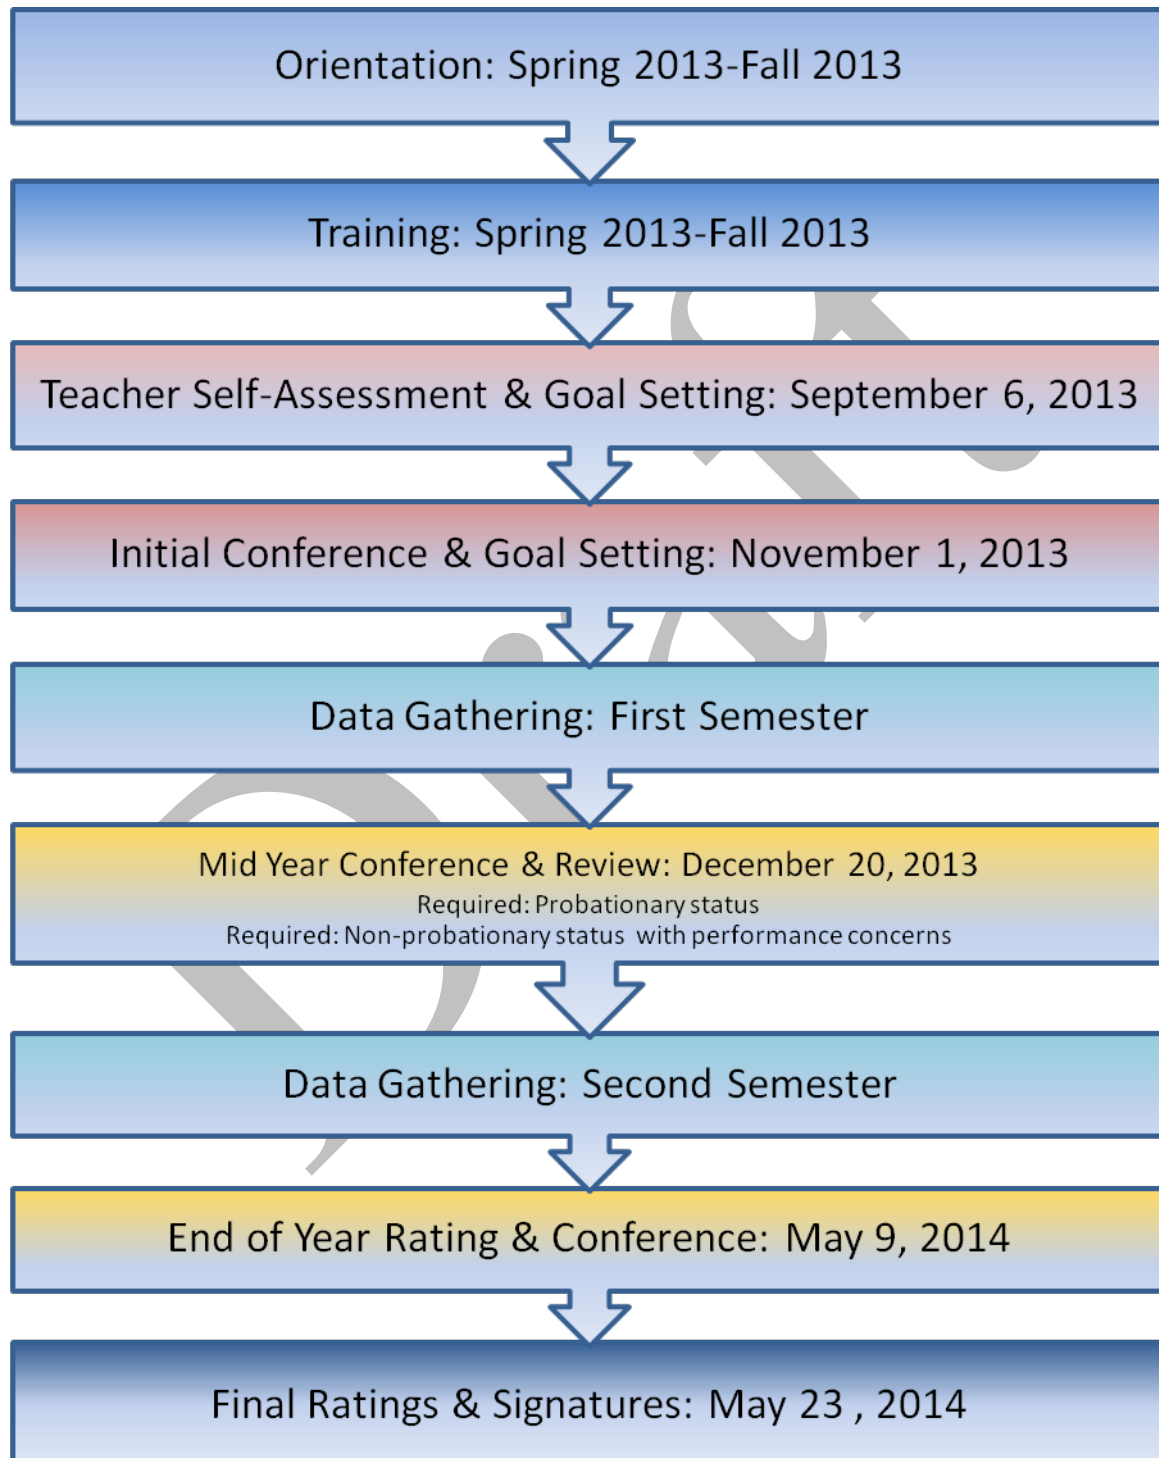 Orientation: Spring 2013-Fall 2013
Training: Spring 2013-Fall 2013
Teacher Self-Assessment & Goal Setting: September 6, 2013
Initial Conference & Goal Setting: November 1, 2013
Data Gathering: First Semester
Mid Year Conference & Review: December 20, 2013
Required: Probationary status
Required: Non-probationary status with performance concerns
Data Gathering: Second Semester
End of Year Rating & Conference: May 9, 2014
Final Ratings & Signatures: May 23 , 2014
Draft